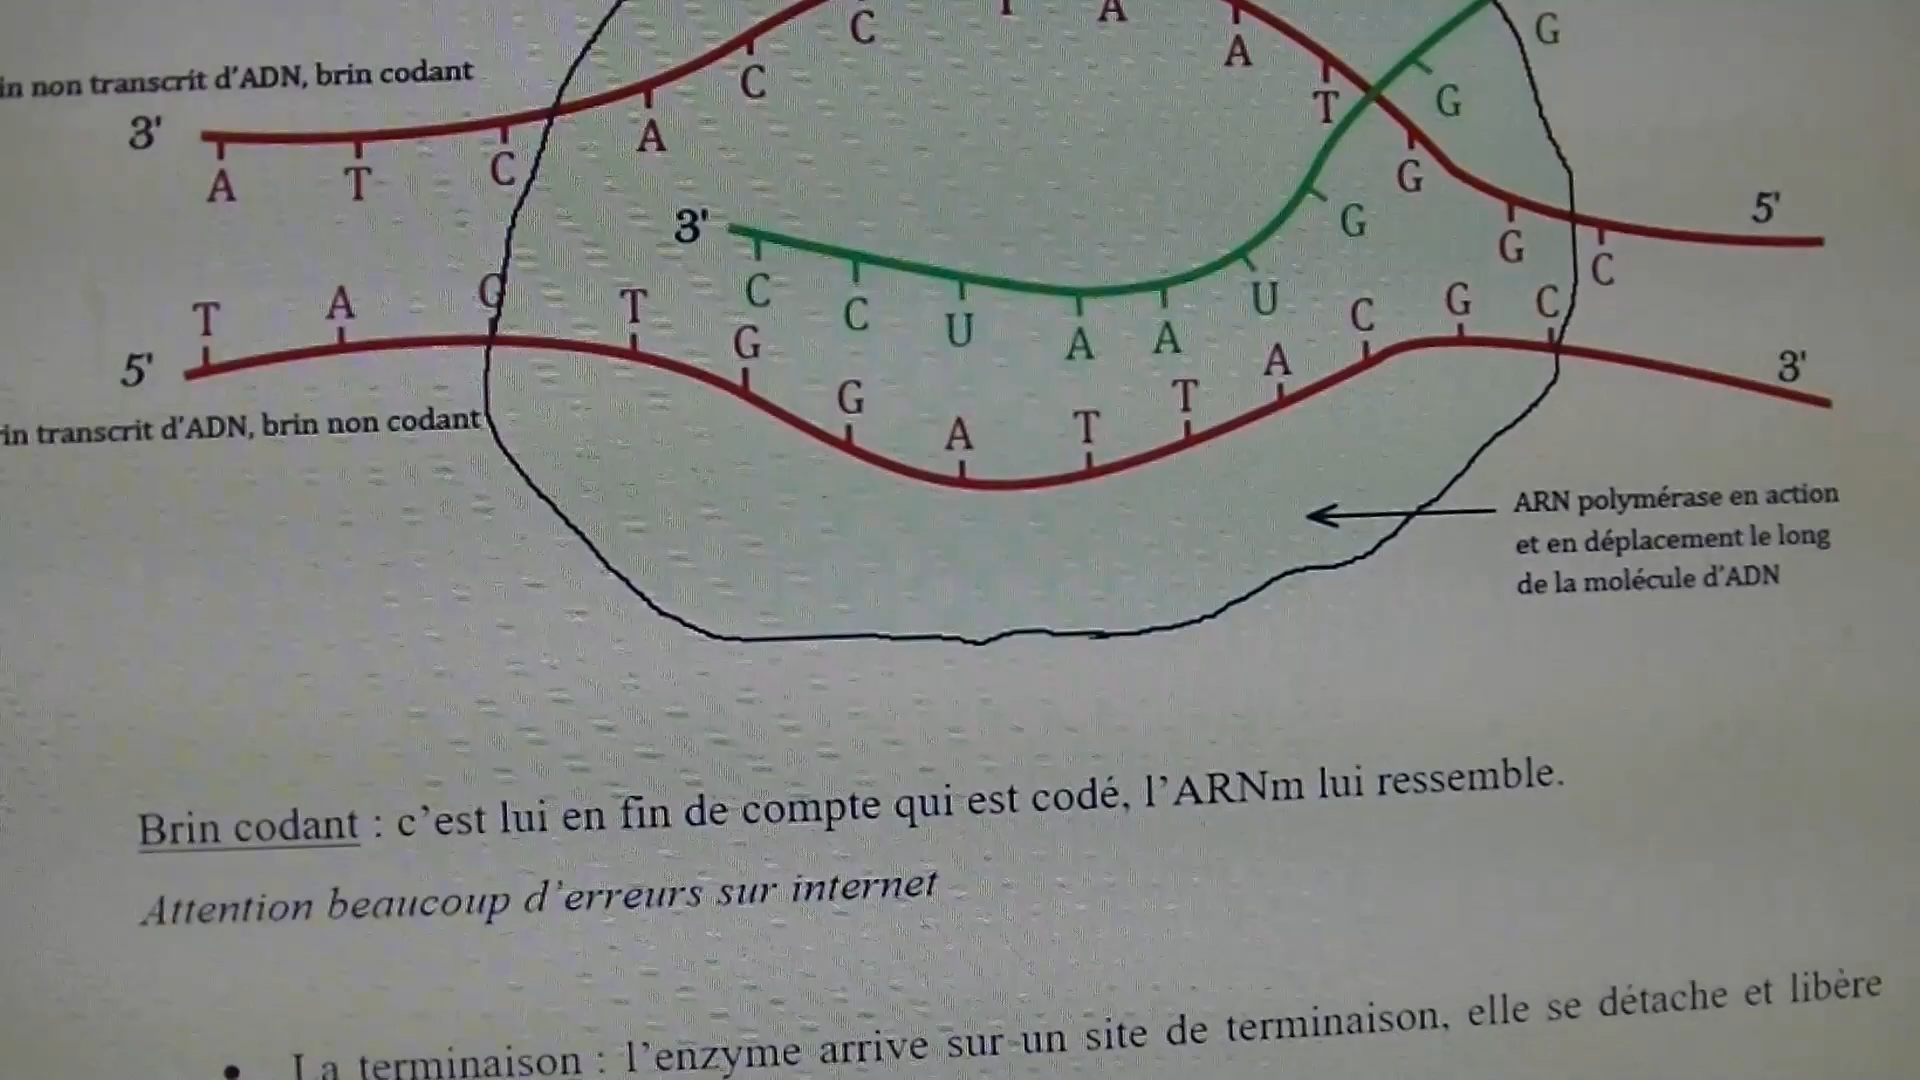 C T A A G
in non transcrit d'ADN, brin codant
C A T G
3' A T C A G 5'
3' G G C
T A G T C C U A A U C G C
G
5' G A T T A 3'
in transcrit d'ADN, brin non codant
ARN polymérase en action
et en déplacement le long
de la molécule d'ADN
Brin codant : c'est lui en fin de compte qui est codé, l'ARNm lui ressemble.
Attention beaucoup d'erreurs sur internet
• La terminaison : l'enzyme arrive sur un site de terminaison, elle se détache et libère